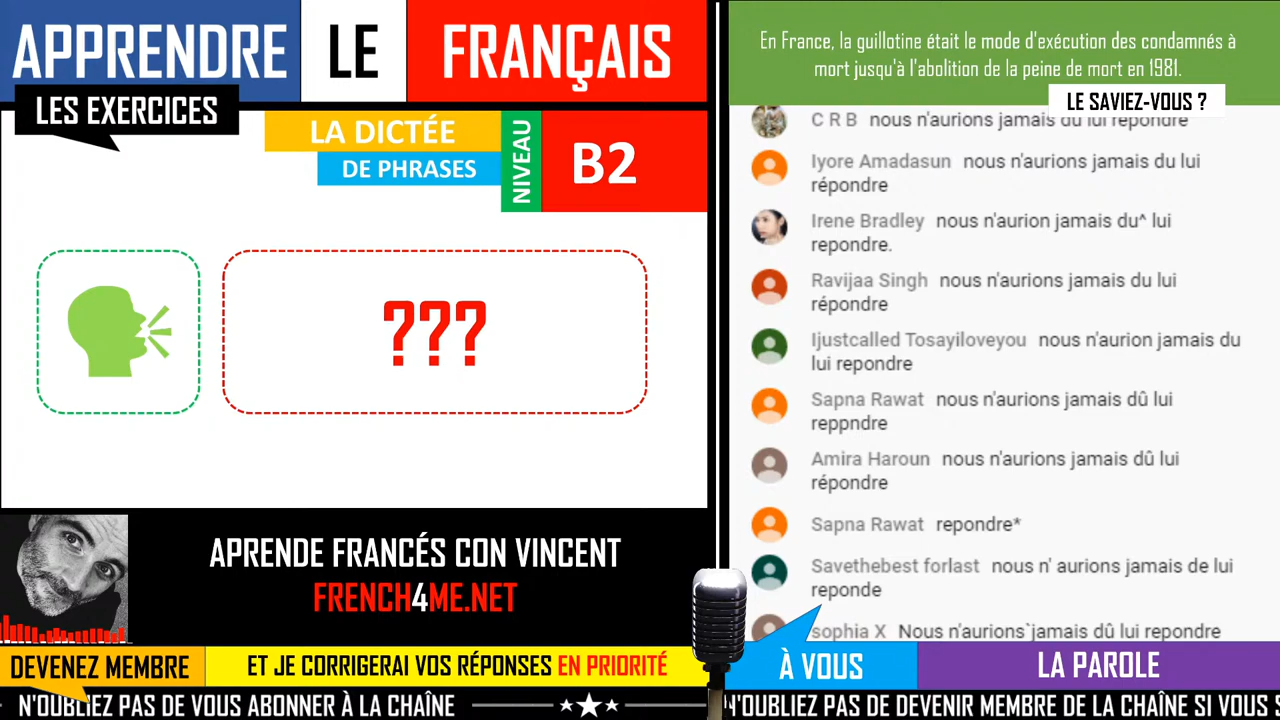 APPRENDRE LE FRANÇAIS
LES EXERCICES
LA DICTÉE
DE PHRASES
NIVEAU
B2
???
APRENDE FRANCÉS CON VINCENT
FRENCH4ME.NET
DEVENEZ MEMBRE
ET JE CORRIGERAI VOS RÉPONSES EN PRIORITÉ
N'OUBLIEZ PAS DE VOUS ABONNER À LA CHAÎNE
En France, la guillotine était le mode d'exécution des condamnés à
mort jusqu'à l'abolition de la peine de mort en 1981.
LE SAVIEZ-VOUS ?
C R B nous n'aurions jamais du lui repondre
Iyore Amadasun nous n'aurions jamais du lui
répondre
Irene Bradley nous n'aurion jamais du^ lui
repondre.
Ravijaa Singh nous n'aurions jamais du lui
réponďre
Ijustcalled Tosayiloveyou nous n'aurion jamais du
lui repondre
Sapna Rawat nous n'aurions jamais dû lui
reppndre
Amira Haroun nous n'aurions jamais dû lui
répondre
Sapna Rawat repondre*
Savethebest forlast nous n' aurions jamais de lui
reponde
sophia Nous n'aurions jamais dû lui repondre
À VOUS
LA PAROLE
N'OUBLIEZ PAS DE DEVENIR MEMBRE DE LA CHAÎNE SI VOUS